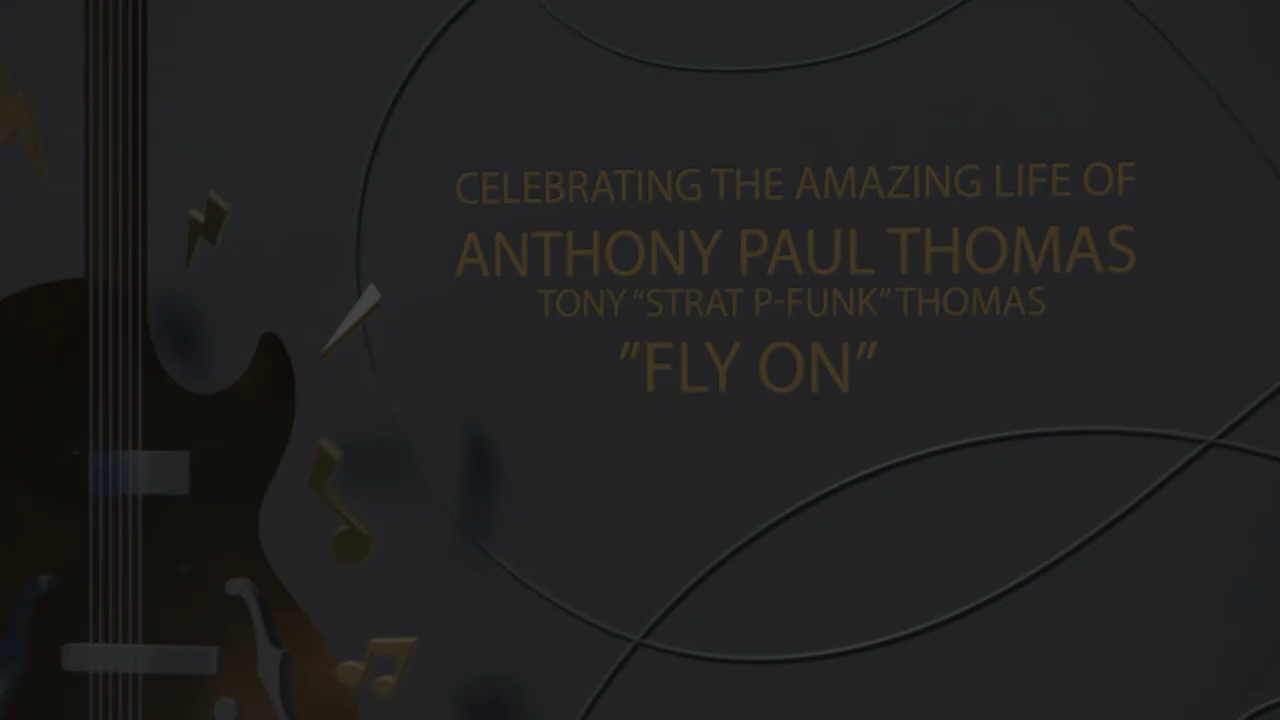 CELEBRATING THE AMAZING LIFE OF
ANTHONY PAUL THOMAS
TONY “STRAT P-FUNK” THOMAS
”FLY ON”